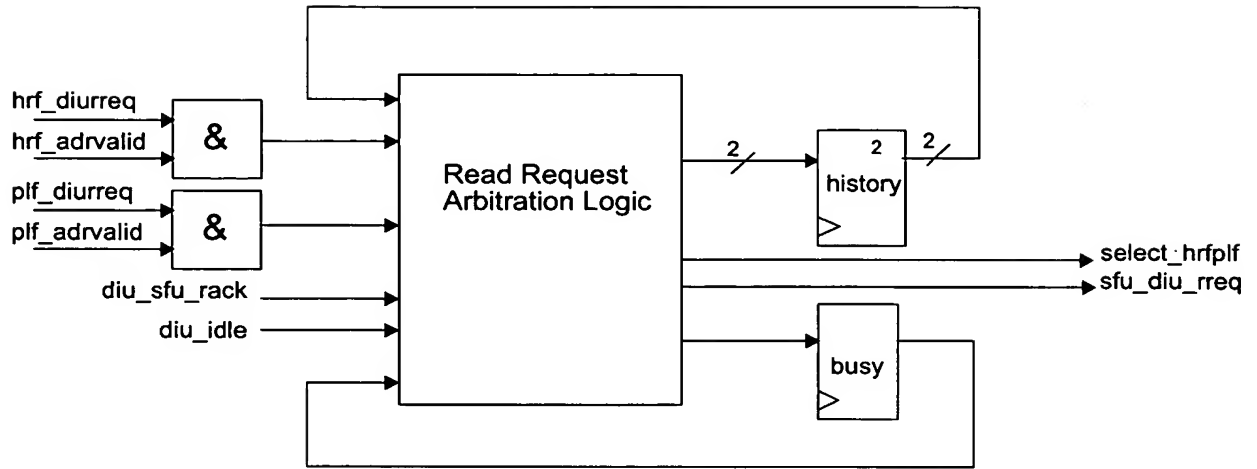 hrf_diurreq
hrf_adrvalid
&
plf_diurreq
plf_adrvalid
&
diu_sfu_rack
diu_idle
Read Request
Arbitration Logic
2
2
2
history
select_hrfplf
sfu_diu_rreq
busy